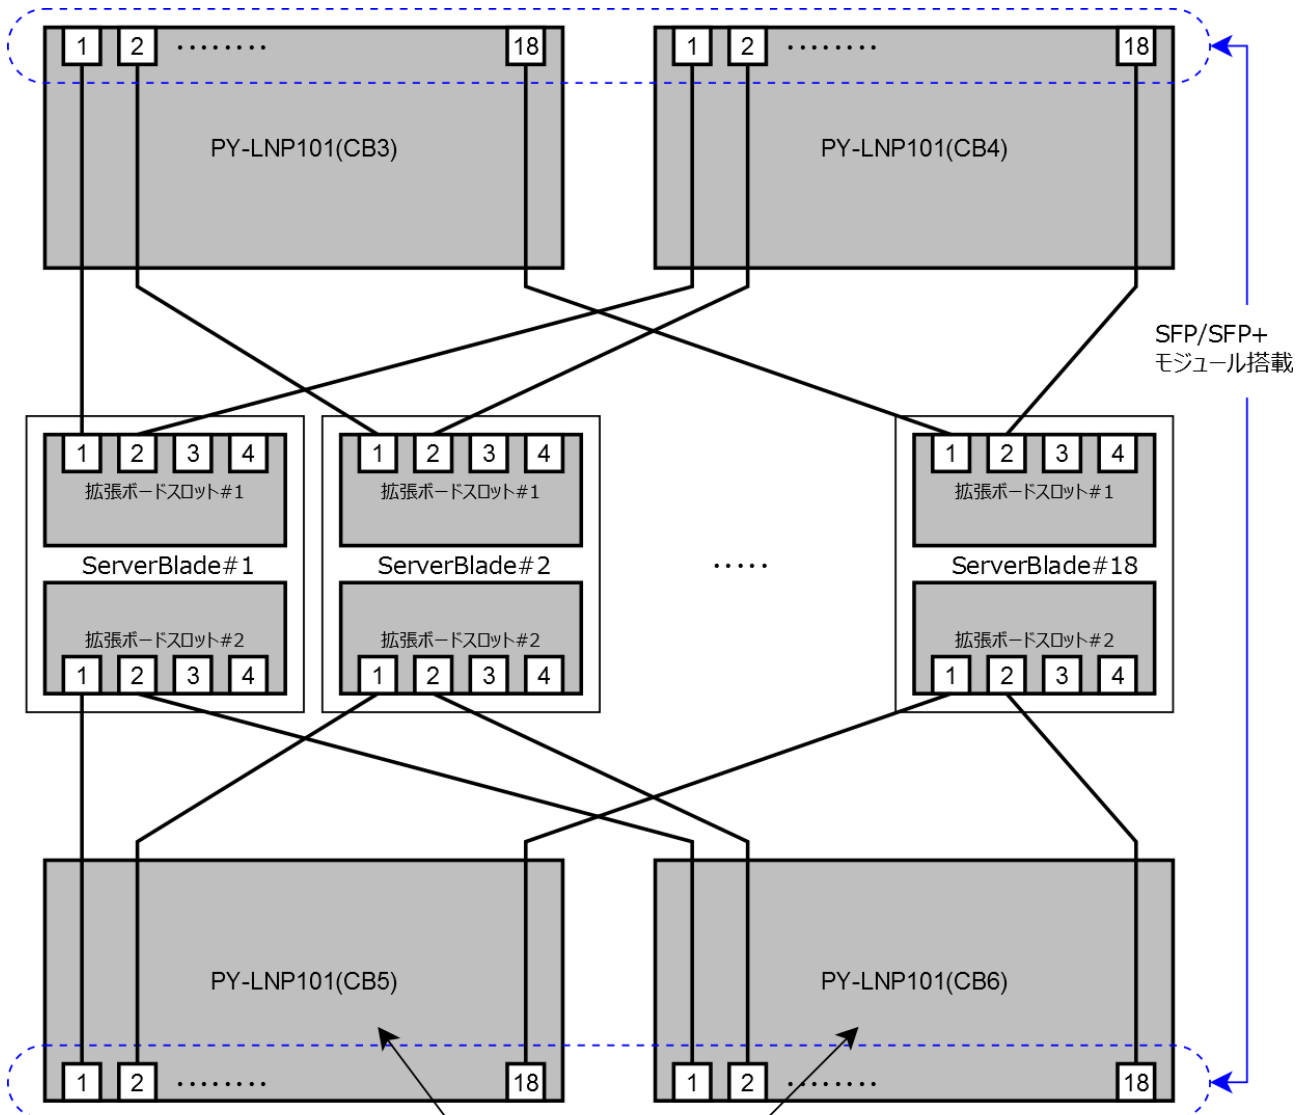 1 2 ········ 18 1 2 ········ 18
PY-LNP101(CB3) PY-LNP101(CB4)
SFP/SFP+
モジュール搭載
1 2 3 4 1 2 3 4 1 2 3 4
拡張ボードスロット#1 拡張ボードスロット#1 拡張ボードスロット#1
ServerBlade#1 ServerBlade#2 ····· ServerBlade#18
拡張ボードスロット#2 拡張ボードスロット#2 拡張ボードスロット#2
1 2 3 4 1 2 3 4 1 2 3 4
PY-LNP101(CB5) PY-LNP101(CB6)
1 2 ········ 18 1 2 ········ 18